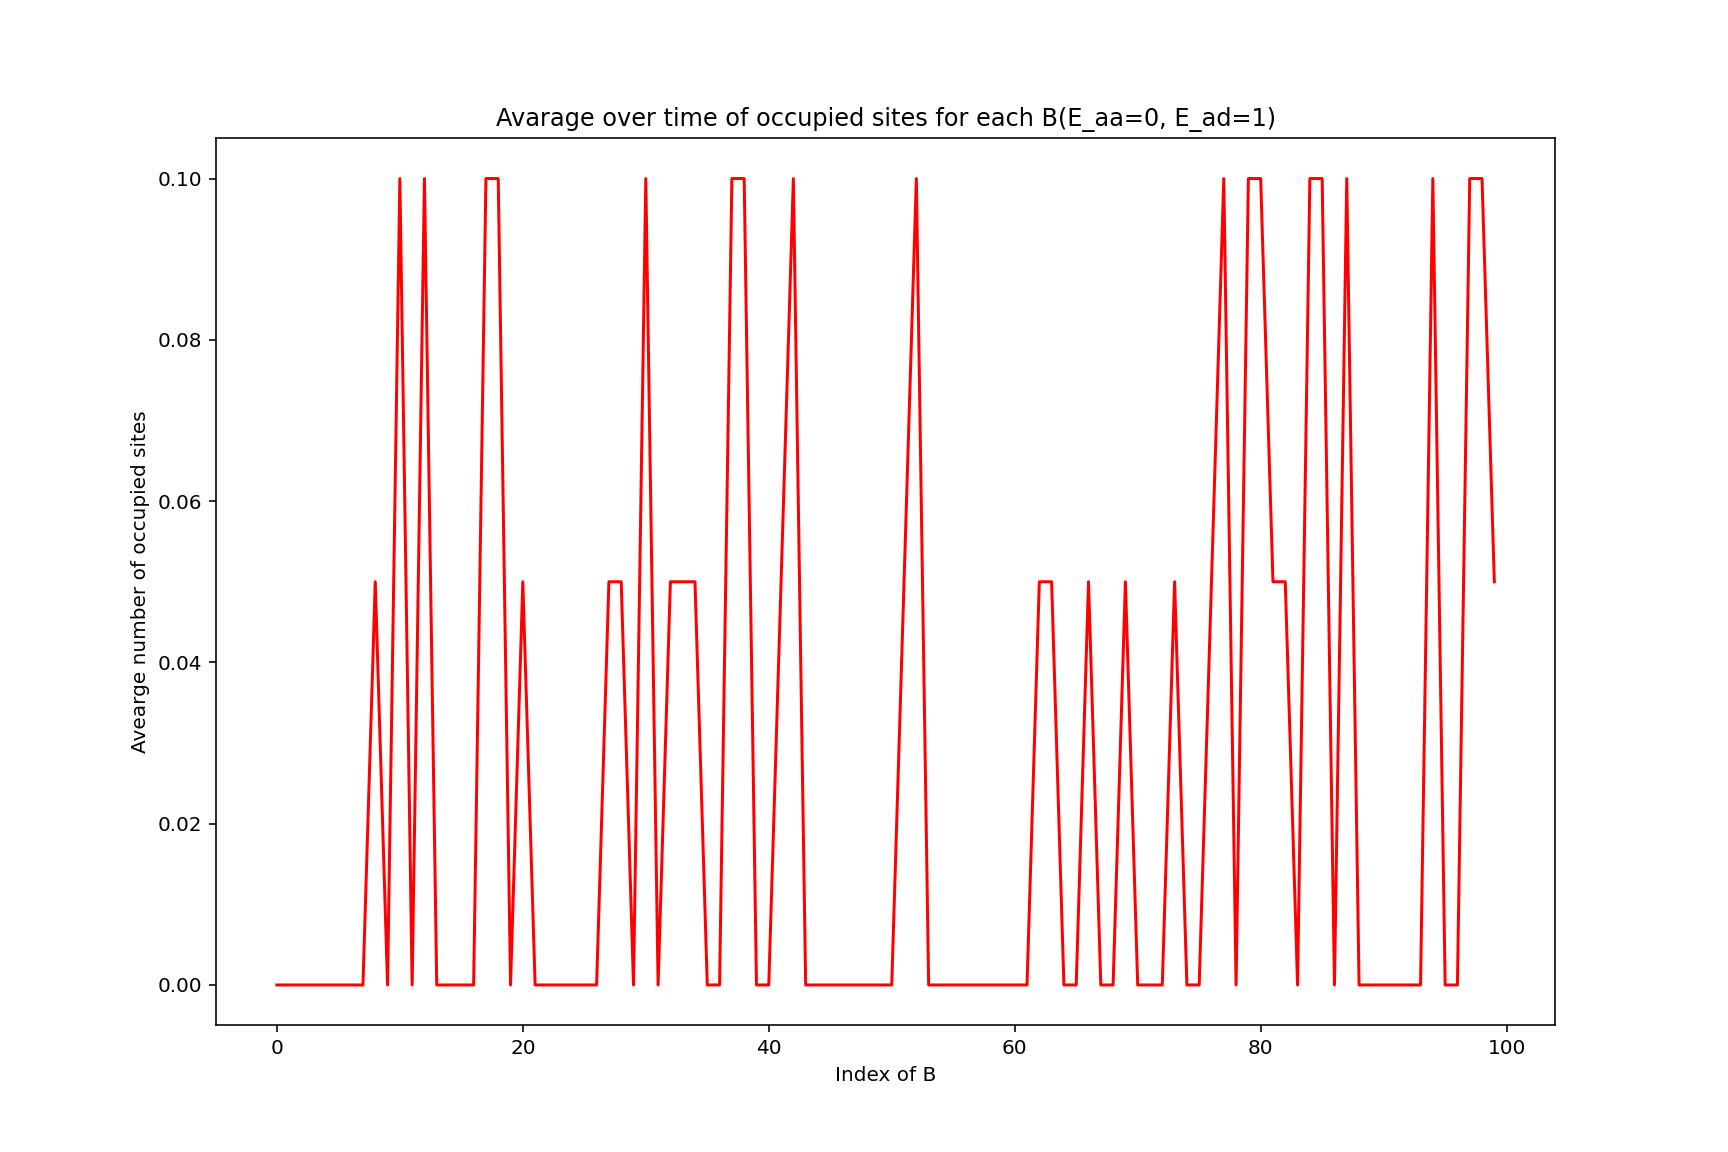 Avarage over time of occupied sites for each B(E_aa=0, E_ad=1)
0.10
0.08
0.06
0.04
0.02
0.00
Avearge number of occupied sites
0 20 40 60 80 100
Index of B